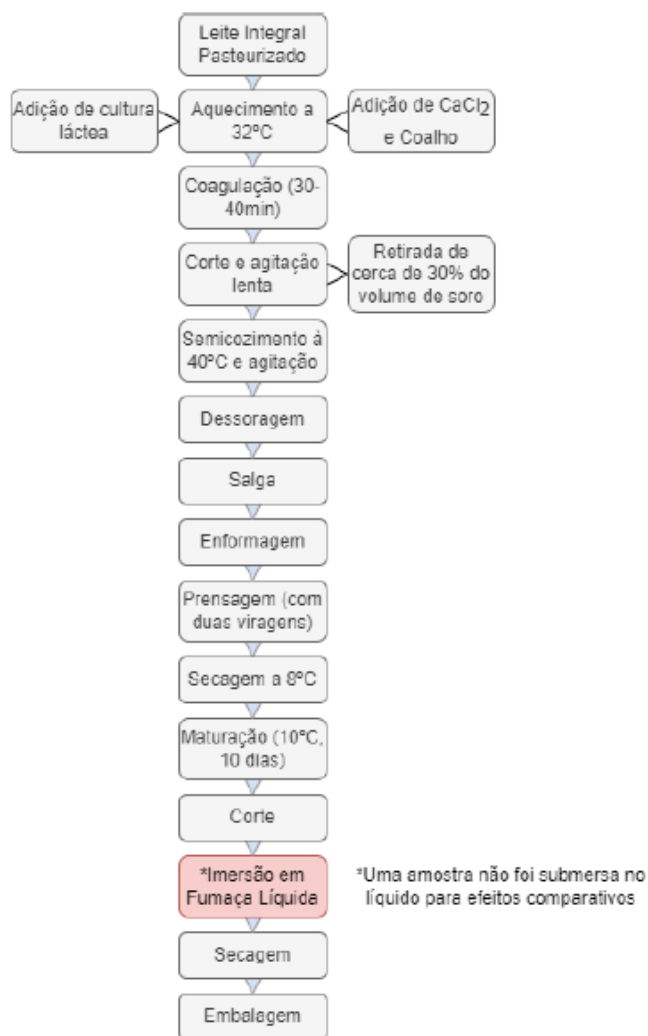 Leite Integral
Pasteurizado
Adição de cultura
láctea
Aquecimento a
32ºC
Adição de CaCl2
e Coalho
Coagulação (30-
40min)
Corte e agitação
lenta
Retirada de
cerca de 30% do
volume de soro
Semicozimento à
40ºC e agitação
Dessoragem
Salga
Enformagem
Prensagem (com
duas viragens)
Secagem a 8ºC
Maturação (10ºC,
10 dias)
Corte
*Imersão em
Fumaça Líquida
*Uma amostra não foi submersa no
líquido para efeitos comparativos
Secagem
Embalagem